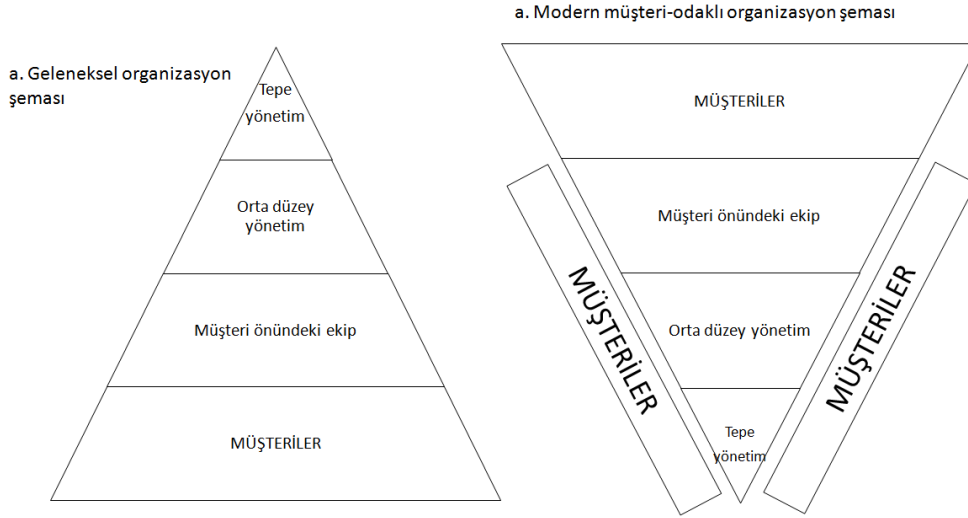 a. Geleneksel organizasyon
şeması
Tepe
yönetim
Orta düzey
yönetim
Müşteri önündeki ekip
MÜŞTERİLER
a. Modern müşteri-odaklı organizasyon şeması
MÜŞTERİLER
Müşteri önündeki ekip
Orta düzey yönetim
Tepe
yönetim
MÜŞTERİLER
MÜŞTERİLER